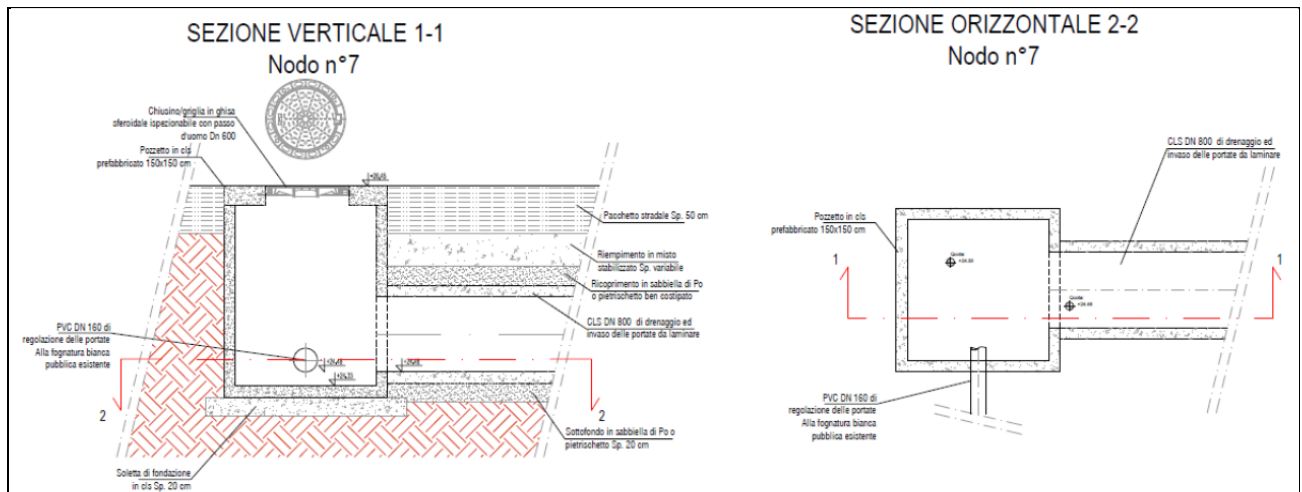 SEZIONE VERTICALE 1-1
Nodo n°7
Chiusino/griglia in ghisa
sferoidale ispezionabile con passo
d'uomo Dn 600
Pozzetto in cls
prefabbricato 150x150 cm
Pacchetto stradale Sp. 50 cm
Riempimento in misto
stabilizzato Sp. variabile
Ricoprimento in sabbiella di Po
o pietrischetto ben costipato
CLS DN 800 di drenaggio ed
invaso delle portate da laminare
PVC DN 160 di
regolazione delle portate
Alla fognatura bianca
pubblica esistente
2
2
Sottofondo in sabbiella di Po o
pietrischetto Sp. 20 cm
Soletta di fondazione
in cls Sp. 20 cm
SEZIONE ORIZZONTALE 2-2
Nodo n°7
CLS DN 800 di drenaggio ed
invaso delle portate da laminare
Pozzetto in cls
prefabbricato 150x150 cm
1
1
Quota
Quota
PVC DN 160 di
regolazione delle portate
Alla fognatura bianca
pubblica esistente